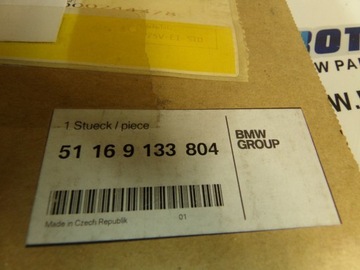 1 Stueck / piece
51 16 9 133 804
BMW
GROUP
Made in Czech Republik
01